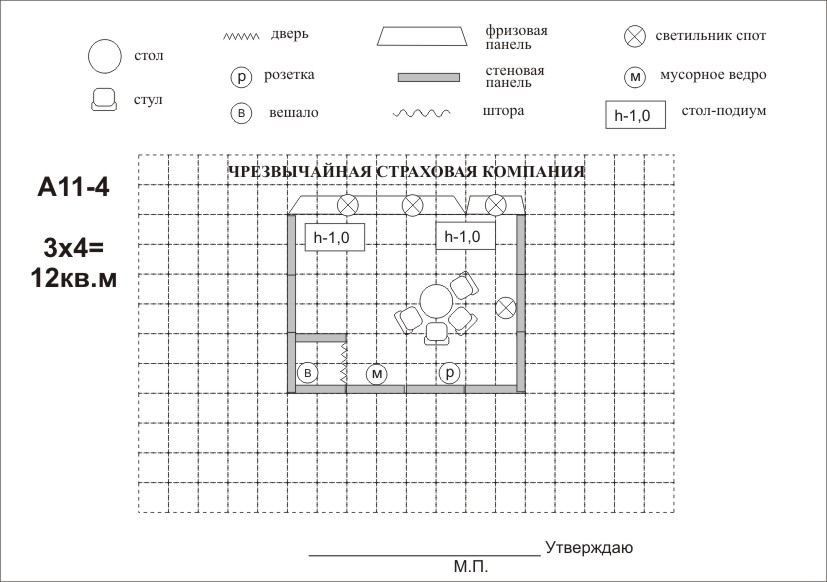 дверь
фризовая
панель
светильник спот
стол
р
розетка
стеновая
панель
м
мусорное ведро
стул
в
вешало
штора
h-1,0
стол-подиум
ЧРЕЗВЫЧАЙНАЯ СТРАХОВАЯ КОМПАНИЯ
А11-4
3х4=
12кв.м
h-1,0
h-1,0
в
м
р
Утверждаю
М.П.